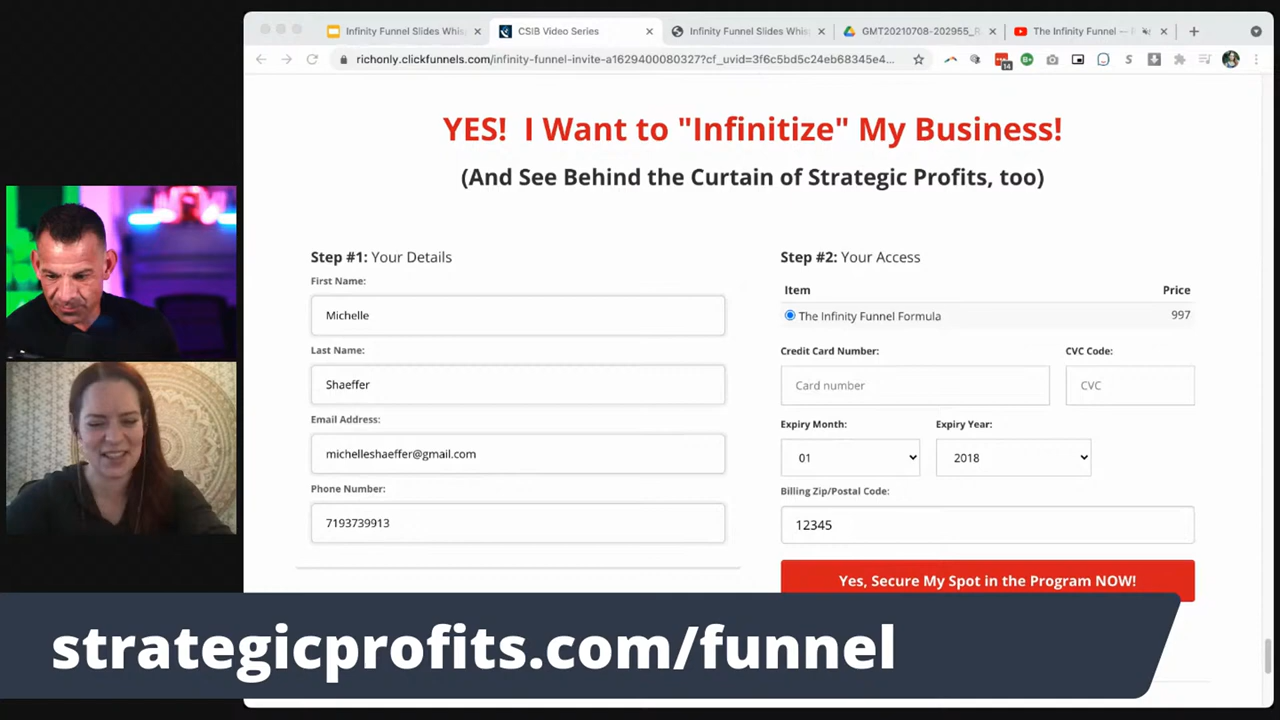 Infinity Funnel Slides Whis
CSIB Video Series
Infinity Funnel Slides Whis
GMT20210708-202955_R
The Infinity Funnel —
richonly.clickfunnels.com/infinity-funnel-invite-a1629400080327?cf_uvid=3f6c5bd5c24eb68345e4...
14
YES! I Want to "Infinitize" My Business!
(And See Behind the Curtain of Strategic Profits, too)
Step #1: Your Details
First Name:
Michelle
Last Name:
Shaeffer
Email Address:
michelleshaeffer@gmail.com
Phone Number:
7193739913
Step #2: Your Access
Item Price
The Infinity Funnel Formula 997
Credit Card Number: CVC Code:
Card number CVC
Expiry Month: Expiry Year:
01 2018
Billing Zip/Postal Code:
12345
Yes, Secure My Spot in the Program NOW!
strategicprofits.com/funnel